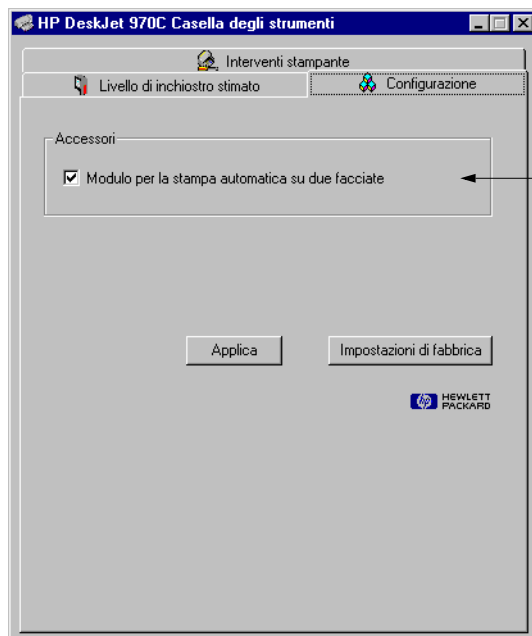 HP DeskJet 970C Casella degli strumenti
Interventi stampante
Livello di inchiostro stimato
Configurazione
Accessori
Modulo per la stampa automatica su due facciate
Applica
Impostazioni di fabbrica
hp HEWLETT
PACKARD